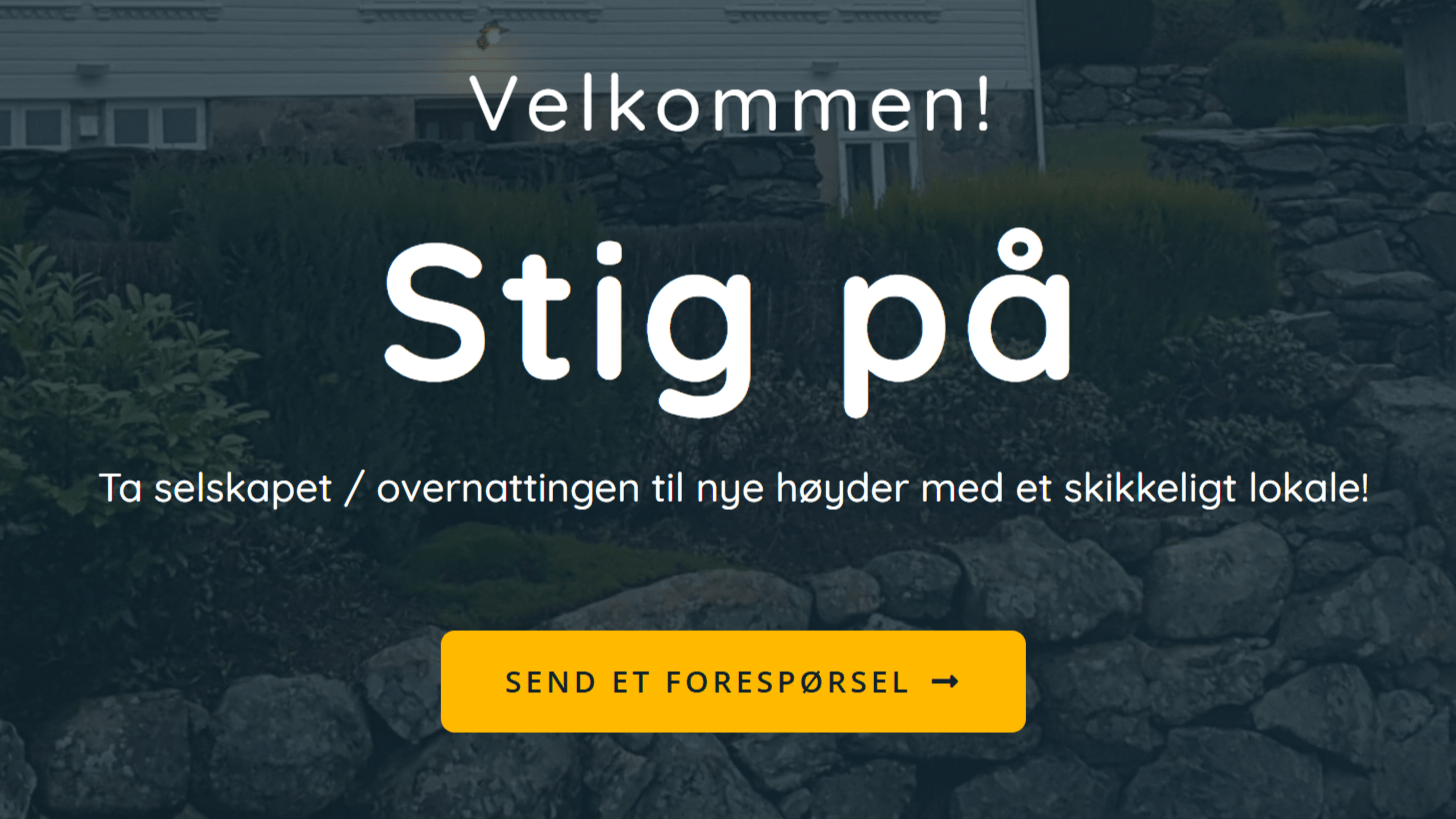 Velkommen!
Stig på
Ta selskapet / overnattingen til nye høyder med et skikkeligt lokale!
SEND ET FORESPØRSEL →